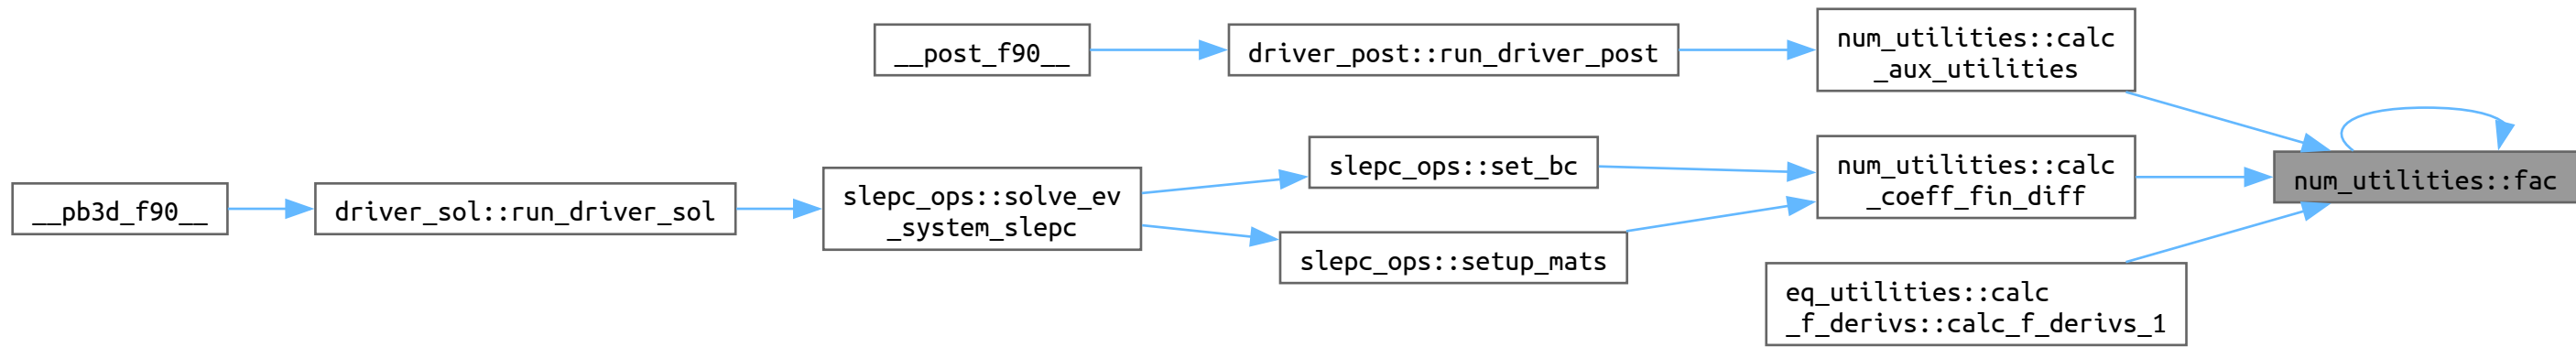 __post_f90__
driver_post::run_driver_post
num_utilities::calc
_aux_utilities
__pb3d_f90__
driver_sol::run_driver_sol
slepc_ops::solve_ev
_system_slepc
slepc_ops::set_bc
slepc_ops::setup_mats
num_utilities::calc
_coeff_fin_diff
eq_utilities::calc
_f_derivs::calc_f_derivs_1
num_utilities::fac